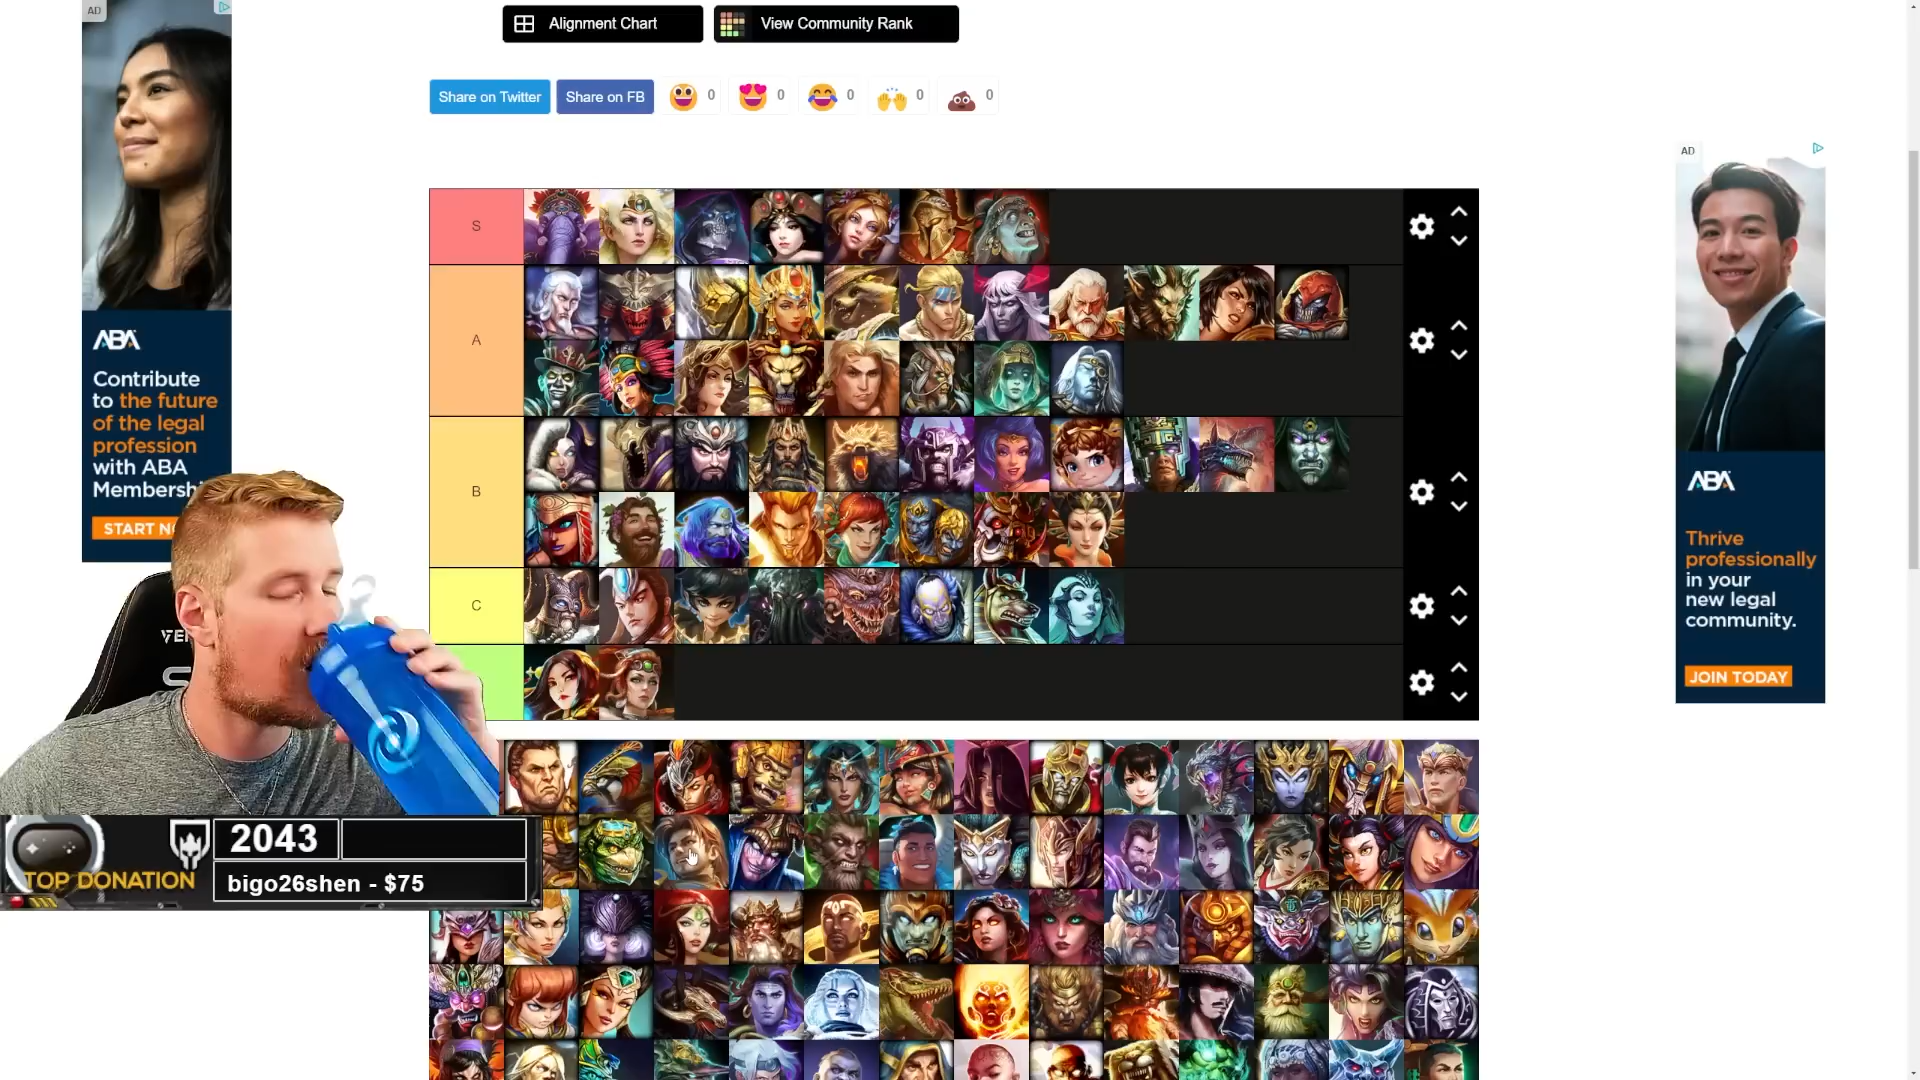 AD
Alignment Chart
View Community Rank
Share on Twitter
Share on FB
0
0
0
0
0
AD
ABA
Contribute
to the future
of the legal
profession
with ABA
Membersh
START N
S
A
B
C
ABA
Thrive
professionally
in your
new legal
community.
JOIN TODAY
2043
TOP DONATION
bigo26shen - $75